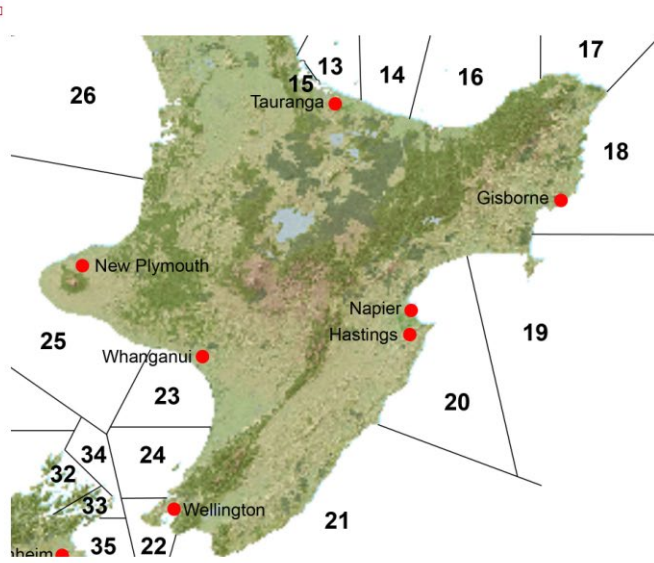 17
13
14
16
15
26
Tauranga
18
Gisborne
New Plymouth
Napier
19
Hastings
25
Whanganui
23
20
34
24
32
33
Wellington
21
35
22
nheim